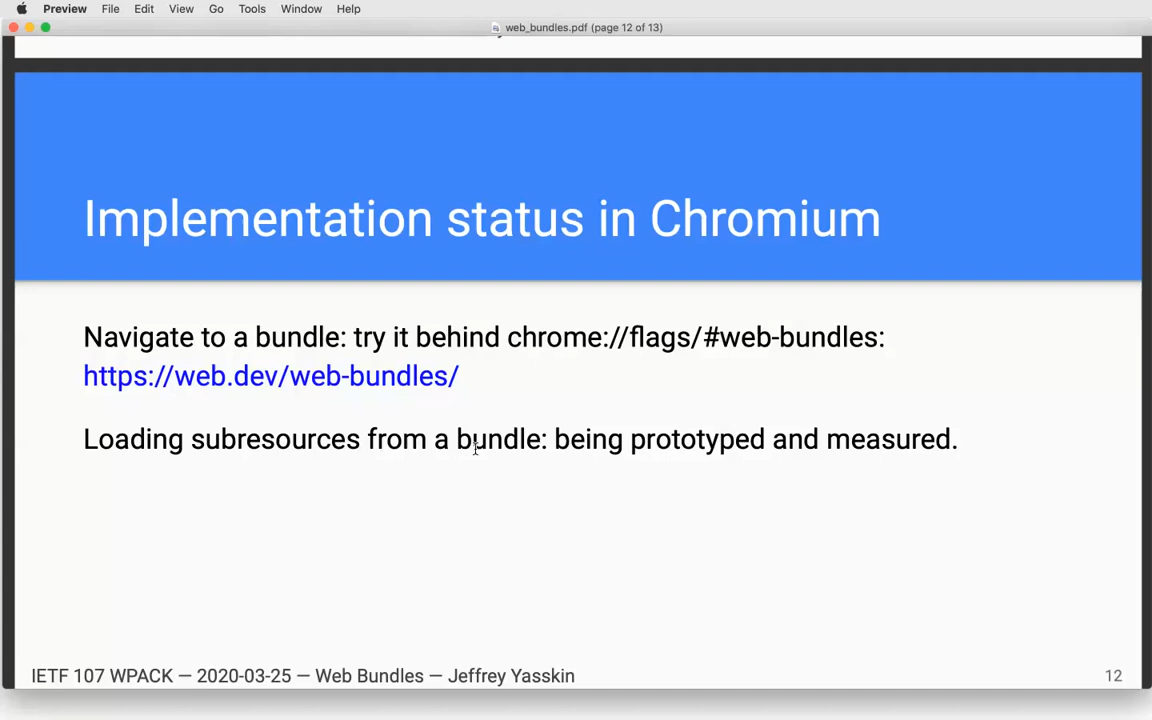 Preview File Edit View Go Tools Window Help
web_bundles.pdf (page 12 of 13)
Implementation status in Chromium
Navigate to a bundle: try it behind chrome://flags/#web-bundles:
https://web.dev/web-bundles/
Loading subresources from a bundle: being prototyped and measured.
IETF 107 WPACK — 2020-03-25 — Web Bundles — Jeffrey Yasskin 12